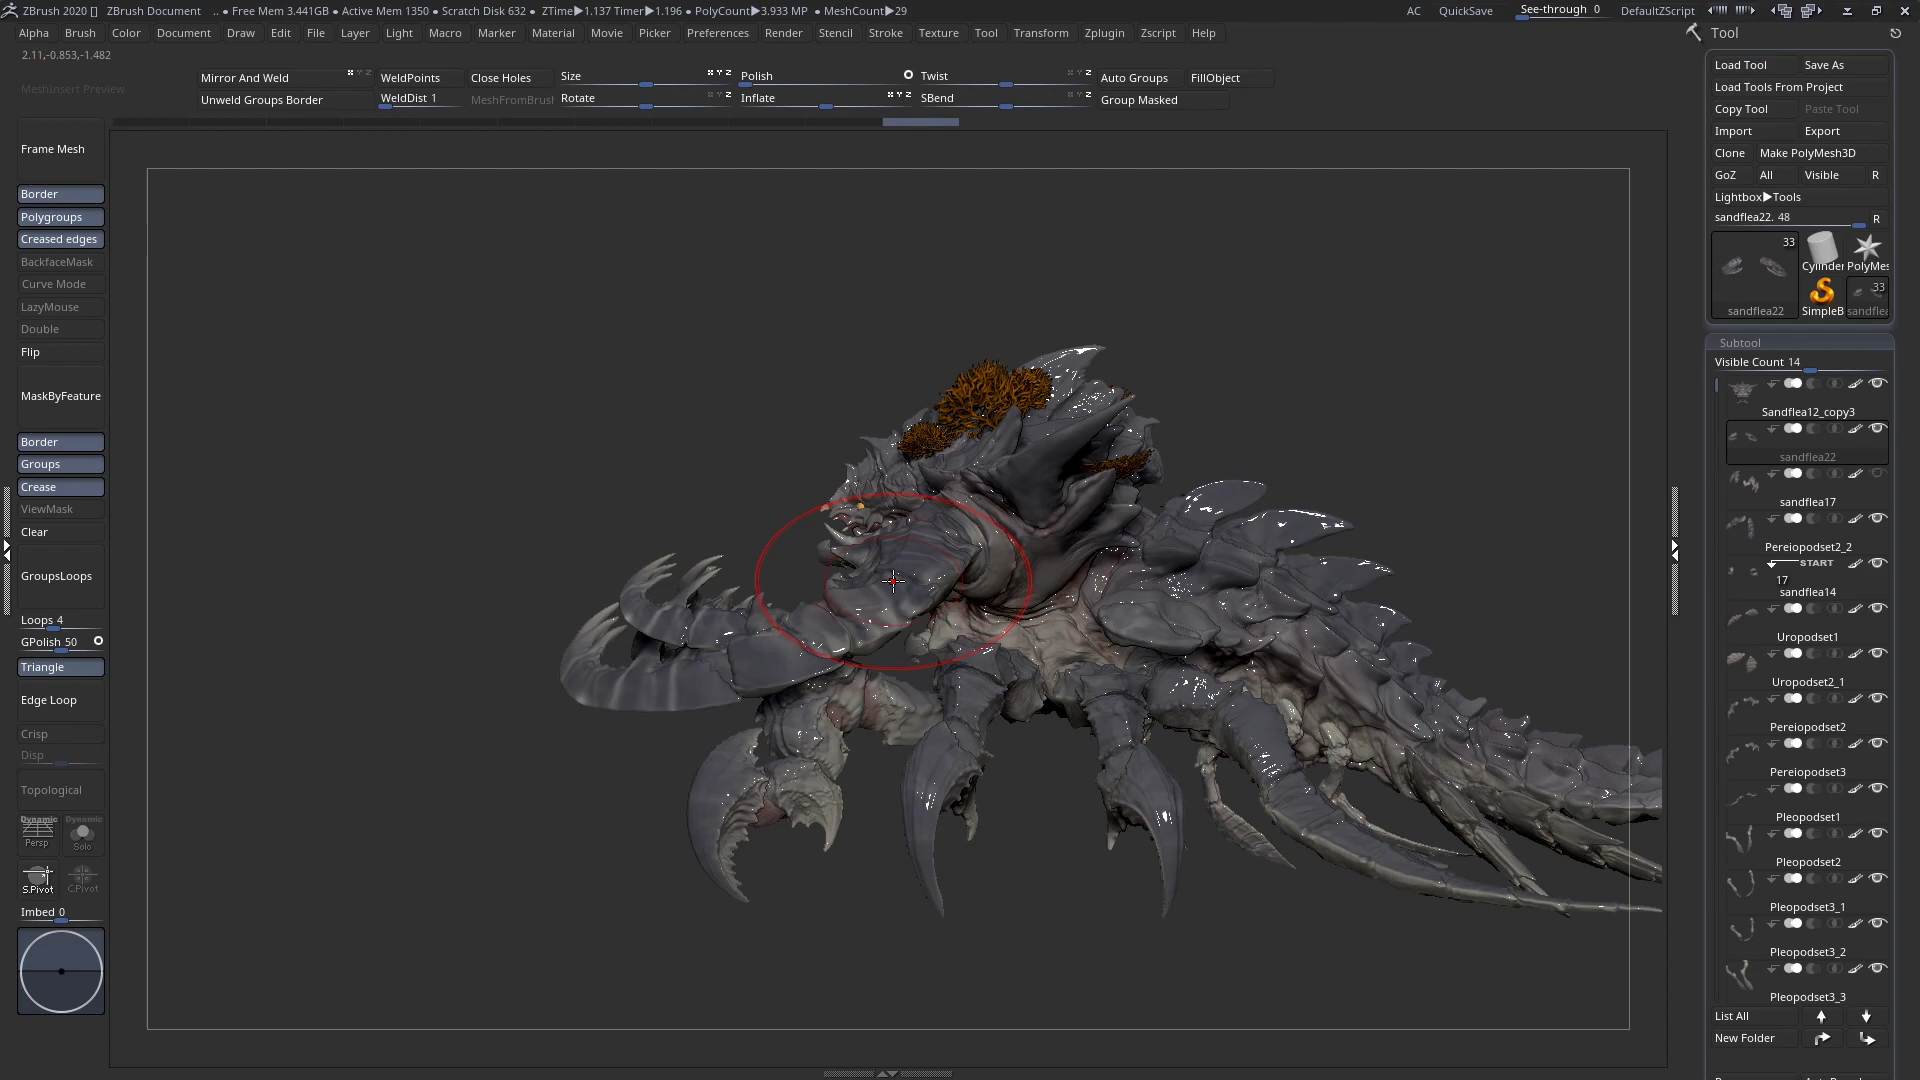 ZBrush 2020 [] ZBrush Document .. ● Free Mem 3.441GB ● Active Mem 1350 ● Scratch Disk 632 ● ZTime▶1.137 Timer▶1.196 ● PolyCount▶3.933 MP ● MeshCount▶29 AC QuickSave See-through 0 DefaultZScript
Alpha Brush Color Document Draw Edit File Layer Light Macro Marker Material Movie Picker Preferences Render Stencil Stroke Texture Tool Transform Zplugin Zscript Help
2.11,-0.853,-1.482
MeshInsert Preview
Mirror And Weld WeldPoints Close Holes Size Polish Twist Auto Groups FillObject
Unweld Groups Border WeldDist 1 MeshFromBrush Rotate Inflate SBend Group Masked
Frame Mesh
Border
Polygroups
Creased edges
BackfaceMask
Curve Mode
LazyMouse
Double
Flip
MaskByFeature
Border
Groups
Crease
ViewMask
Clear
GroupsLoops
Loops 4
GPolish 50
Triangle
Edge Loop
Crisp
Disp
Topological
Dynamic Dynamic
Persp Solo
S.Pivot C.Pivot
Imbed 0
Tool
Load Tool Save As
Load Tools From Project
Copy Tool Paste Tool
Import Export
Clone Make PolyMesh3D
GoZ All Visible R
Lightbox▶Tools
sandflea22. 48 R
33
Cylinder PolyMes
33
sandflea22 SimpleB sandflea
Subtool
Visible Count 14
Sandflea12_copy3
sandflea22
sandflea17
Pereiopodset2_2
START
17
sandflea14
Uropodset1
Uropodset2_1
Pereiopodset2
Pereiopodset3
Pleopodset1
Pleopodset2
Pleopodset3_1
Pleopodset3_2
Pleopodset3_3
List All
New Folder